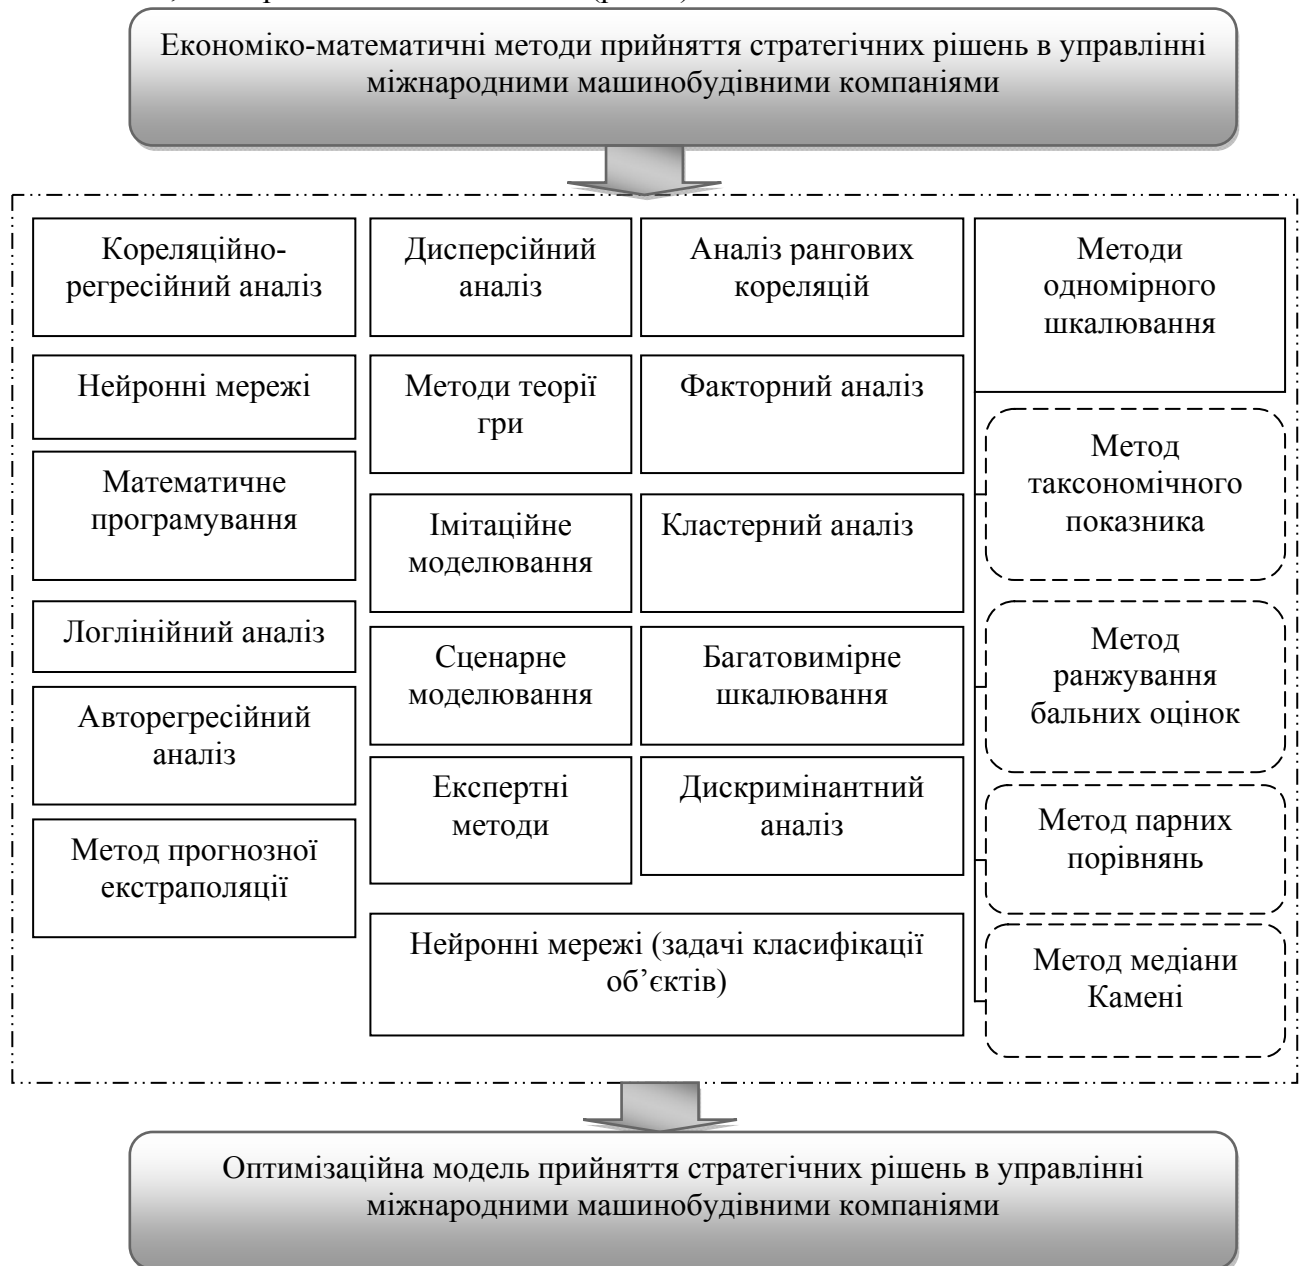 Економіко-математичні методи прийняття стратегічних рішень в управлінні
міжнародними машинобудівними компаніями
Кореляційно-
регресійний аналіз
Нейронні мережі
Математичне
програмування
Логлінійний аналіз
Авторегресійний
аналіз
Метод прогнозної
екстраполяції
Дисперсійний
аналіз
Методи теорії
гри
Імітаційне
моделювання
Сценарне
моделювання
Експертні
методи
Аналіз рангових
кореляцій
Факторний аналіз
Кластерний аналіз
Багатовимірне
шкалювання
Дискримінантний
аналіз
Нейронні мережі (задачі класифікації
об’єктів)
Методи
одномірного
шкалювання
Метод
таксономічного
показника
Метод
ранжування
бальних оцінок
Метод парних
порівнянь
Метод медіани
Камені
Оптимізаційна модель прийняття стратегічних рішень в управлінні
міжнародними машинобудівними компаніями